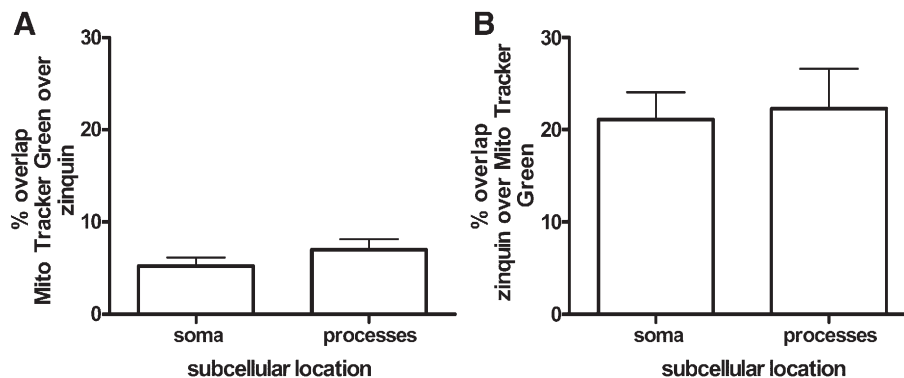 A
% overlap
Mito Tracker Green over
zinquin
30
20
10
0
soma
processes
subcellular location
B
% overlap
zinquin over Mito Tracker
Green
30
20
10
0
soma
processes
subcellular location